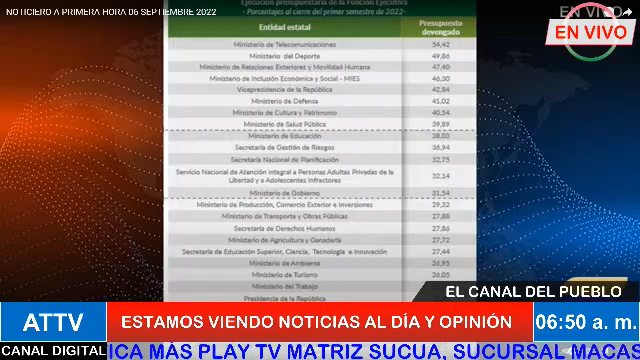 NOTICIERO A PRIMERA HORA 06 SEPTIEMBRE 2022
EN VIVO
EN VIVO
Ejecución presupuestaria de la Función Ejecutiva
- Porcentajes al cierre del primer semestre de 2022-
Entidad estatal Presupuesto devengado
Ministerio de Telecomunicaciones 54,42
Ministerio del Deporte 49,86
Ministerio de Relaciones Exteriores y Movilidad Humana 47,40
Ministerio de Inclusión Económica y Social - MIES 46,30
Vicepresidencia de la República 42,84
Ministerio de Defensa 41,02
Ministerio de Cultura y Patrimonio 40,54
Ministerio de Salud Pública 39,89
Ministerio de Educación 38,03
Secretaría de Gestión de Riesgos 36,94
Secretaría Nacional de Planificación 32,75
Servicio Nacional de Atención Integral a Personas Adultas Privadas de la
Libertad y a Adolescentes Infractores 32,14
Ministerio de Gobierno 31,54
Ministerio de Producción, Comercio Exterior e Inversiones 29,32
Ministerio de Transporte y Obras Públicas 27,88
Secretaría de Derechos Humanos 27,86
Ministerio de Agricultura y Ganadería 27,72
Secretaría de Educación Superior, Ciencia, Tecnología e Innovación 27,44
Ministerio de Ambiente 26,95
Ministerio de Turismo 26,05
Ministerio del Trabajo
Presidencia de la República
EL CANAL DEL PUEBLO
ATTV ESTAMOS VIENDO NOTICIAS AL DÍA Y OPINIÓN 06:50 a. m.
CANAL DIGITAL ICA MÁS PLAY TV MATRIZ SUCUA, SUCURSAL MACAS